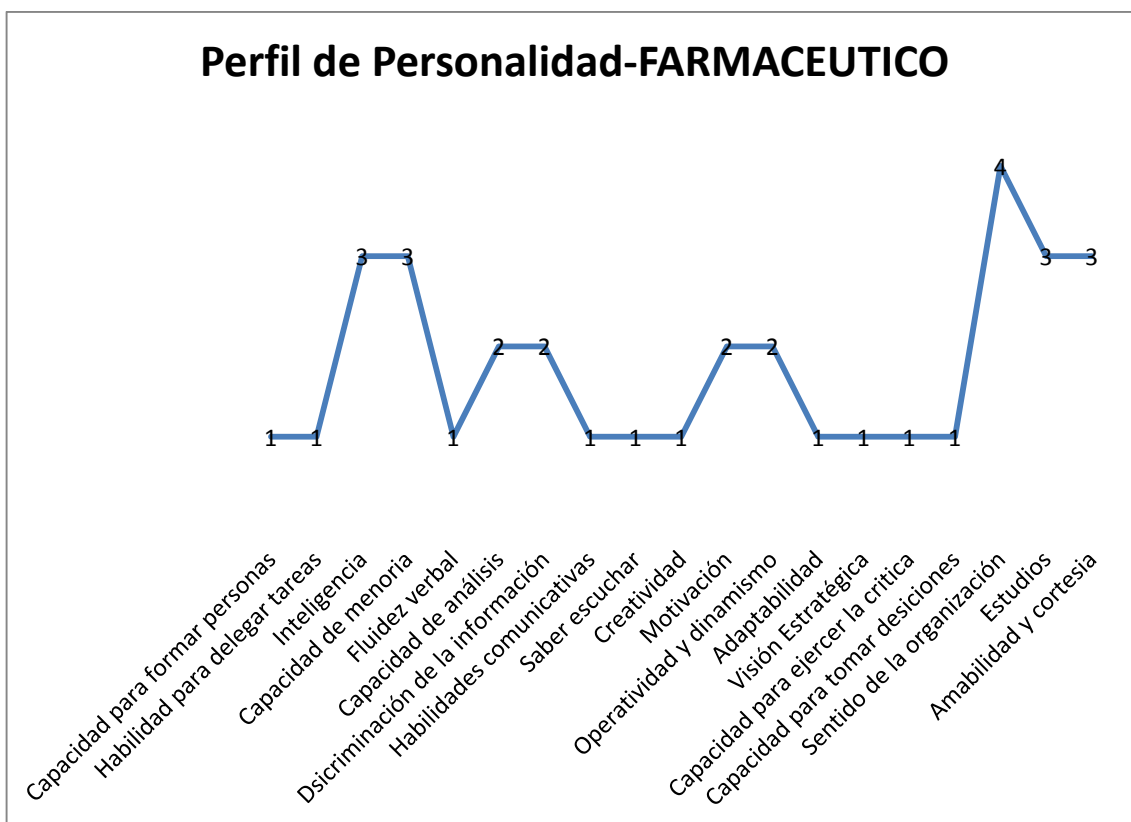 Perfil de Personalidad-FARMACEUTICO
1
1
3
3
1
2
2
1
1
1
2
2
1
1
1
1
4
3
3
Capacidad para formar personas
Habilidad para delegar tareas
Inteligencia
Capacidad de memoria
Fluidez verbal
Capacidad de análisis
Dsicriminación de la información
Habilidades comunicativas
Saber escuchar
Creatividad
Motivación
Operatividad y dinamismo
Adaptabilidad
Visión Estratégica
Capacidad para ejercer la critica
Capacidad para tomar desiciones
Sentido de la organización
Estudios
Amabilidad y cortesia